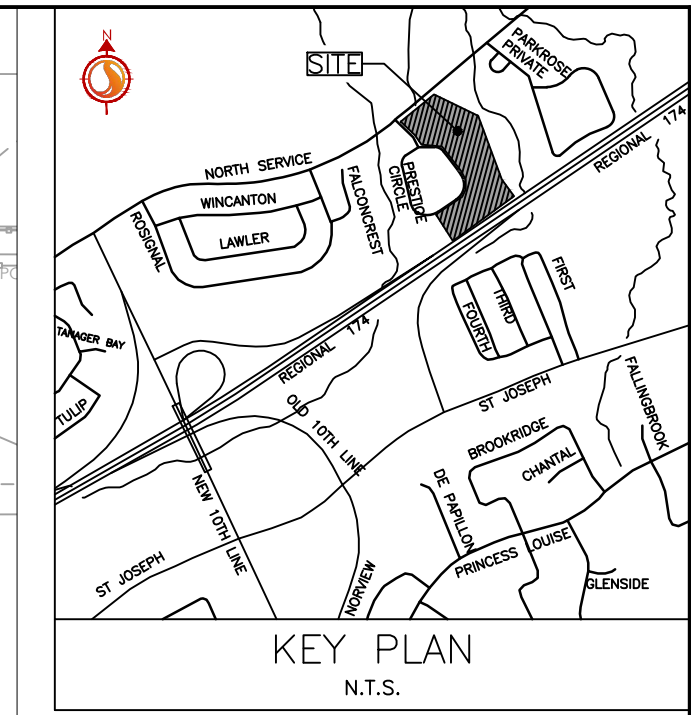 N
SITE
PARKROSE
PRIVATE
REGIONAL 174
NORTH SERVICE
WINCANTON
LAWLER
ROSIGNAL
FALCONCREST
PRESTIGE
CIRCLE
FIRST
THIRD
FOURTH
TANAGER BAY
TULIP
REGIONAL 174
OLD 10TH LINE
ST JOSEPH
FALLINGBROOK
BROOKRIDGE
CHANTAL
DE PAPILLON
NEW 10TH LINE
ST JOSEPH
NORVIEW
PRINCESS LOUISE
GLENSIDE
KEY PLAN
N.T.S.